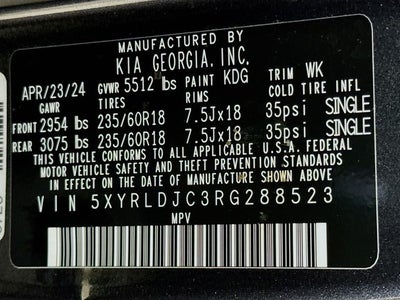 MANUFACTURED BY
KIA GEORGIA, INC.
APR/23/24 GVWR 5512 lbs PAINT KDG TRIM WK
GAWR TIRES RIMS COLD TIRE INFL
FRONT 2954 lbs 235/60R18 7.5Jx18 35psi SINGLE
REAR 3075 lbs 235/60R18 7.5Jx18 35psi SINGLE
THIS VEHICLE CONFORMS TO ALL APPLICABLE U.S.A. FEDERAL
MOTOR VEHICLE SAFETY AND THEFT PREVENTION STANDARDS
IN EFFECT ON THE DATE OF MANUFACTURE SHOWN ABOVE
VIN 5XYRLDJC3RG288523
MPV